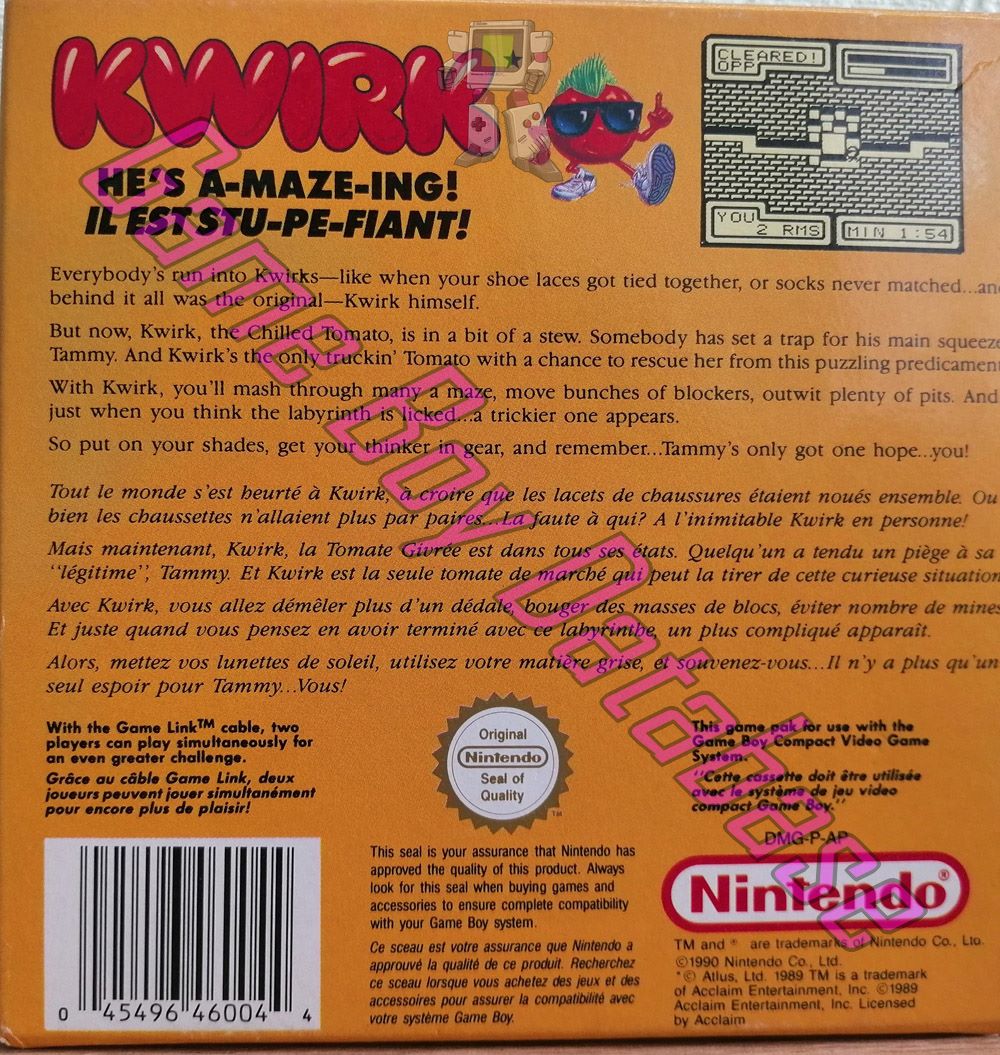 KWIRK
HE'S A-MAZE-ING!
IL EST STU-PE-FIANT!
CLEARED!
OPP
YOU
2 RMS
MIN 1:54
Everybody's run into Kwirks—like when your shoe laces got tied together, or socks never matched...and
behind it all was the original—Kwirk himself.
But now, Kwirk, the Chilled Tomato, is in a bit of a stew. Somebody has set a trap for his main squeeze
Tammy. And Kwirk's the only truckin' Tomato with a chance to rescue her from this puzzling predicamen
With Kwirk, you'll mash through many a maze, move bunches of blockers, outwit plenty of pits. And
just when you think the labyrinth is licked...a trickier one appears.
So put on your shades, get your thinker in gear, and remember...Tammy's only got one hope...you!
Tout le monde s'est heurté à Kwirk, à croire que les lacets de chaussures étaient noués ensemble. Ou
bien les chaussettes n'allaient plus par paires...La faute à qui? A l'inimitable Kwirk en personne!
Mais maintenant, Kwirk, la Tomate Givrée est dans tous ses états. Quelqu'un a tendu un piège à sa
"légitime", Tammy. Et Kwirk est la seule tomate de marché qui peut la tirer de cette curieuse situation
Avec Kwirk, vous allez démêler plus d'un dédale, bouger des masses de blocs, éviter nombre de mines
Et juste quand vous pensez en avoir terminé avec ce labyrinthe, un plus compliqué apparaît.
Alors, mettez vos lunettes de soleil, utilisez votre matière grise, et souvenez-vous...Il n'y a plus qu'un
seul espoir pour Tammy...Vous!
With the Game Link™ cable, two
players can play simultaneously for
an even greater challenge.
Grâce au câble Game Link, deux
joueurs peuvent jouer simultanément
pour encore plus de plaisir!
Original
Nintendo
Seal of
Quality
TM
This game pak for use with the
Game Boy Compact Video Game
System.
"Cette cassette doit être utilisée
avec le système de jeu video
compact Game Boy."
DMG-P-AP
Nintendo®
This seal is your assurance that Nintendo has
approved the quality of this product. Always
look for this seal when buying games and
accessories to ensure complete compatibility
with your Game Boy system.
Ce sceau est votre assurance que Nintendo a
approuvé la qualité de ce produit. Recherchez
ce sceau lorsque vous achetez des jeux et des
accessoires pour assurer la compatibilité avec
votre système Game Boy.
TM and ® are trademarks of Nintendo Co., Ltd.
©1990 Nintendo Co., Ltd.
*© Atlus, Ltd. 1989 TM is a trademark
of Acclaim Entertainment, Inc. ©1989
Acclaim Entertainment, Inc. Licensed
by Acclaim
0 45496 46004 4
Game Boy Database